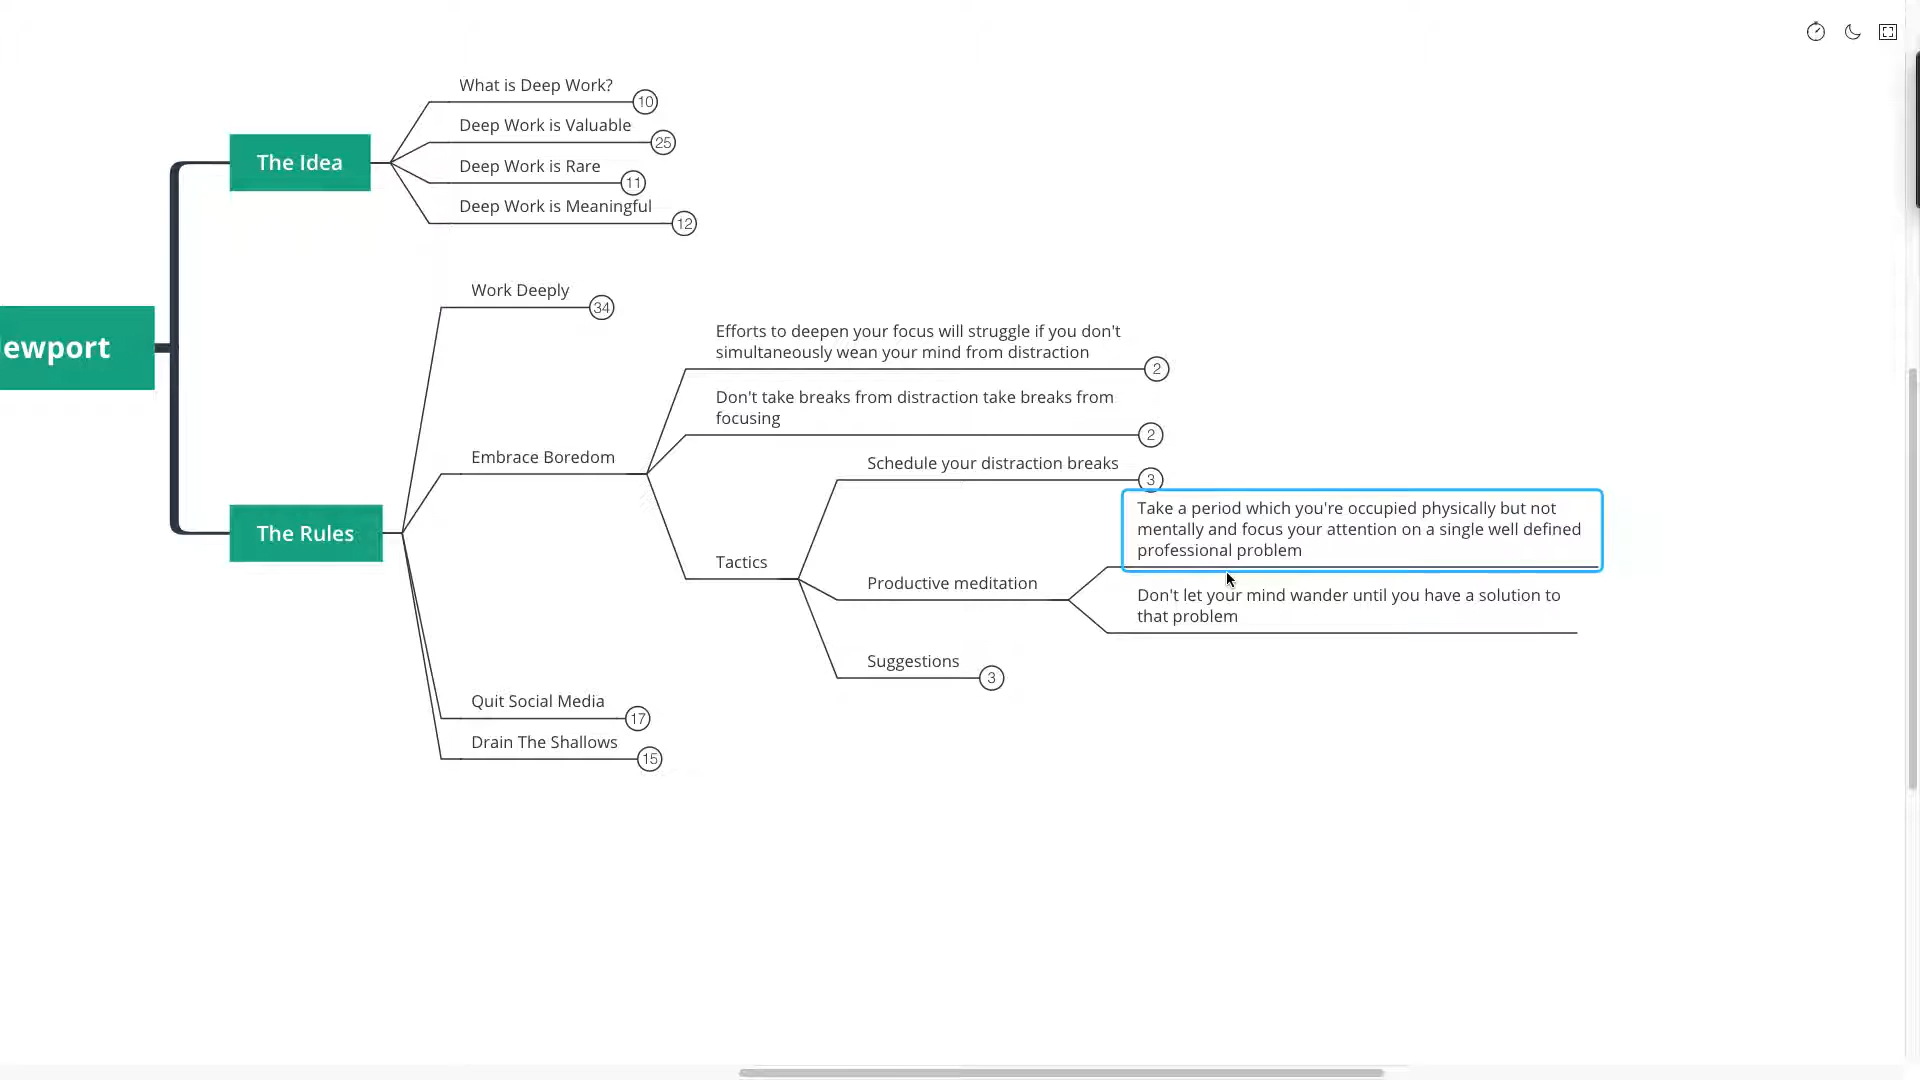 What is Deep Work?
10
Deep Work is Valuable
25
Deep Work is Rare
11
Deep Work is Meaningful
12
The Idea
ewport
The Rules
Work Deeply
34
Embrace Boredom
Efforts to deepen your focus will struggle if you don't
simultaneously wean your mind from distraction
2
Don't take breaks from distraction take breaks from
focusing
2
Tactics
Schedule your distraction breaks
3
Productive meditation
Take a period which you're occupied physically but not
mentally and focus your attention on a single well defined
professional problem
Don't let your mind wander until you have a solution to
that problem
Suggestions
3
Quit Social Media
17
Drain The Shallows
15